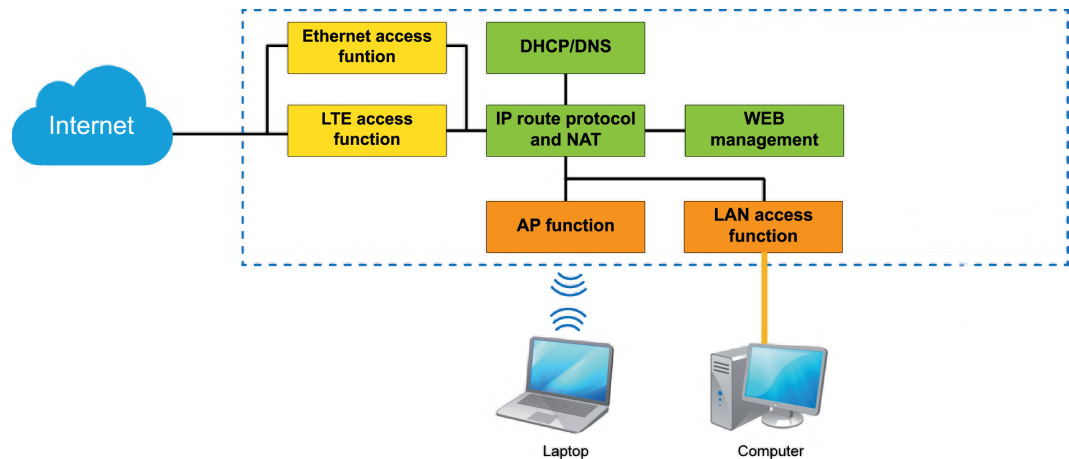 Ethernet access
funtion
DHCP/DNS
Internet
LTE access
function
IP route protocol
and NAT
WEB
management
AP function
LAN access
function
Laptop
Computer